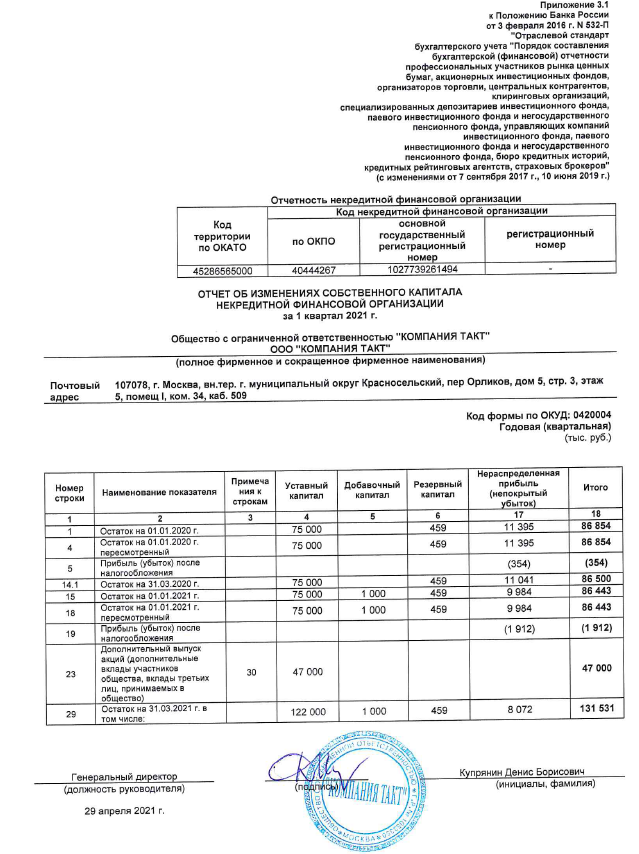 Приложение 3.1
к Положению Банка России
от 3 февраля 2016 г. N 532-П
"Отраслевой стандарт
бухгалтерского учета "Порядок составления
бухгалтерской (финансовой) отчетности
профессиональных участников рынка ценных
бумаг, акционерных инвестиционных фондов,
организаторов торговли, центральных контрагентов,
клиринговых организаций,
специализированных депозитариев инвестиционного фонда,
паевого инвестиционного фонда и негосударственного
пенсионного фонда, управляющих компаний
инвестиционного фонда, паевого
инвестиционного фонда и негосударственного
пенсионного фонда, бюро кредитных историй,
кредитных рейтинговых агентств, страховых брокеров"
(с изменениями от 7 сентября 2017 г., 10 июня 2019 г.)
Отчетность некредитной финансовой организации
Код территории по ОКАТО
Код некредитной финансовой организации
по ОКПО
основной государственный регистрационный номер
регистрационный номер
45286565000 40444267 1027739261494 -
ОТЧЕТ ОБ ИЗМЕНЕНИЯХ СОБСТВЕННОГО КАПИТАЛА
НЕКРЕДИТНОЙ ФИНАНСОВОЙ ОРГАНИЗАЦИИ
за 1 квартал 2021 г.
Общество с ограниченной ответственностью "КОМПАНИЯ ТАКТ"
ООО "КОМПАНИЯ ТАКТ"
(полное фирменное и сокращенное фирменное наименования)
Почтовый адрес
107078, г. Москва, вн.тер. г. муниципальный округ Красносельский, пер Орликов, дом 5, стр. 3, этаж
5, помещ I, ком. 34, каб. 509
Код формы по ОКУД: 0420004
Годовая (квартальная)
(тыс. руб.)
Номер строки
Наименование показателя
Примеча ния к строкам
Уставный капитал
Добавочный капитал
Резервный капитал
Нераспределенная прибыль (непокрытый убыток)
Итого
1 2 3 4 5 6 17 18
1 Остаток на 01.01.2020 г. 75 000 459 11 395 86 854
4 Остаток на 01.01.2020 г. пересмотренный 75 000 459 11 395 86 854
5 Прибыль (убыток) после налогообложения (354) (354)
14.1 Остаток на 31.03.2020 г. 75 000 459 11 041 86 500
15 Остаток на 01.01.2021 г. 75 000 1 000 459 9 984 86 443
18 Остаток на 01.01.2021 г. пересмотренный 75 000 1 000 459 9 984 86 443
19 Прибыль (убыток) после налогообложения (1 912) (1 912)
23 Дополнительный выпуск акций (дополнительные вклады участников общества, вклады третьих лиц, принимаемых в общество) 30 47 000 47 000
29 Остаток на 31.03.2021 г. в том числе: 122 000 1 000 459 8 072 131 531
Генеральный директор
(должность руководителя)
(подпись)
Купрянин Денис Борисович
(инициалы, фамилия)
"КОМПАНИЯ ТАКТ"
МОСКВА
29 апреля 2021 г.